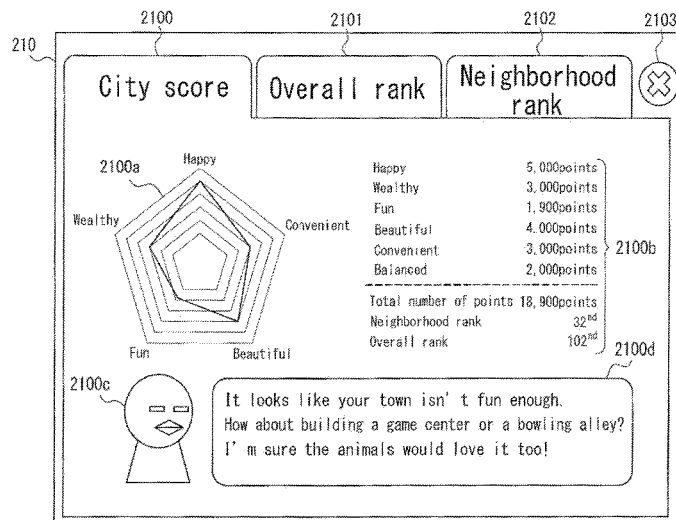 2100
2101
2102
2103
210
City score
Overall rank
Neighborhood
rank
2100a
Happy
Wealthy
Convenient
Fun
Beautiful
Happy 5,000points
Wealthy 3,000points
Fun 1,900points
Beautiful 4,000points
Convenient 3,000points
Balanced 2,000points
2100b
Total number of points 18,900points
Neighborhood rank 32nd
Overall rank 102nd
2100d
2100c
It looks like your town isn't fun enough.
How about building a game center or a bowling alley?
I'm sure the animals would love it too!